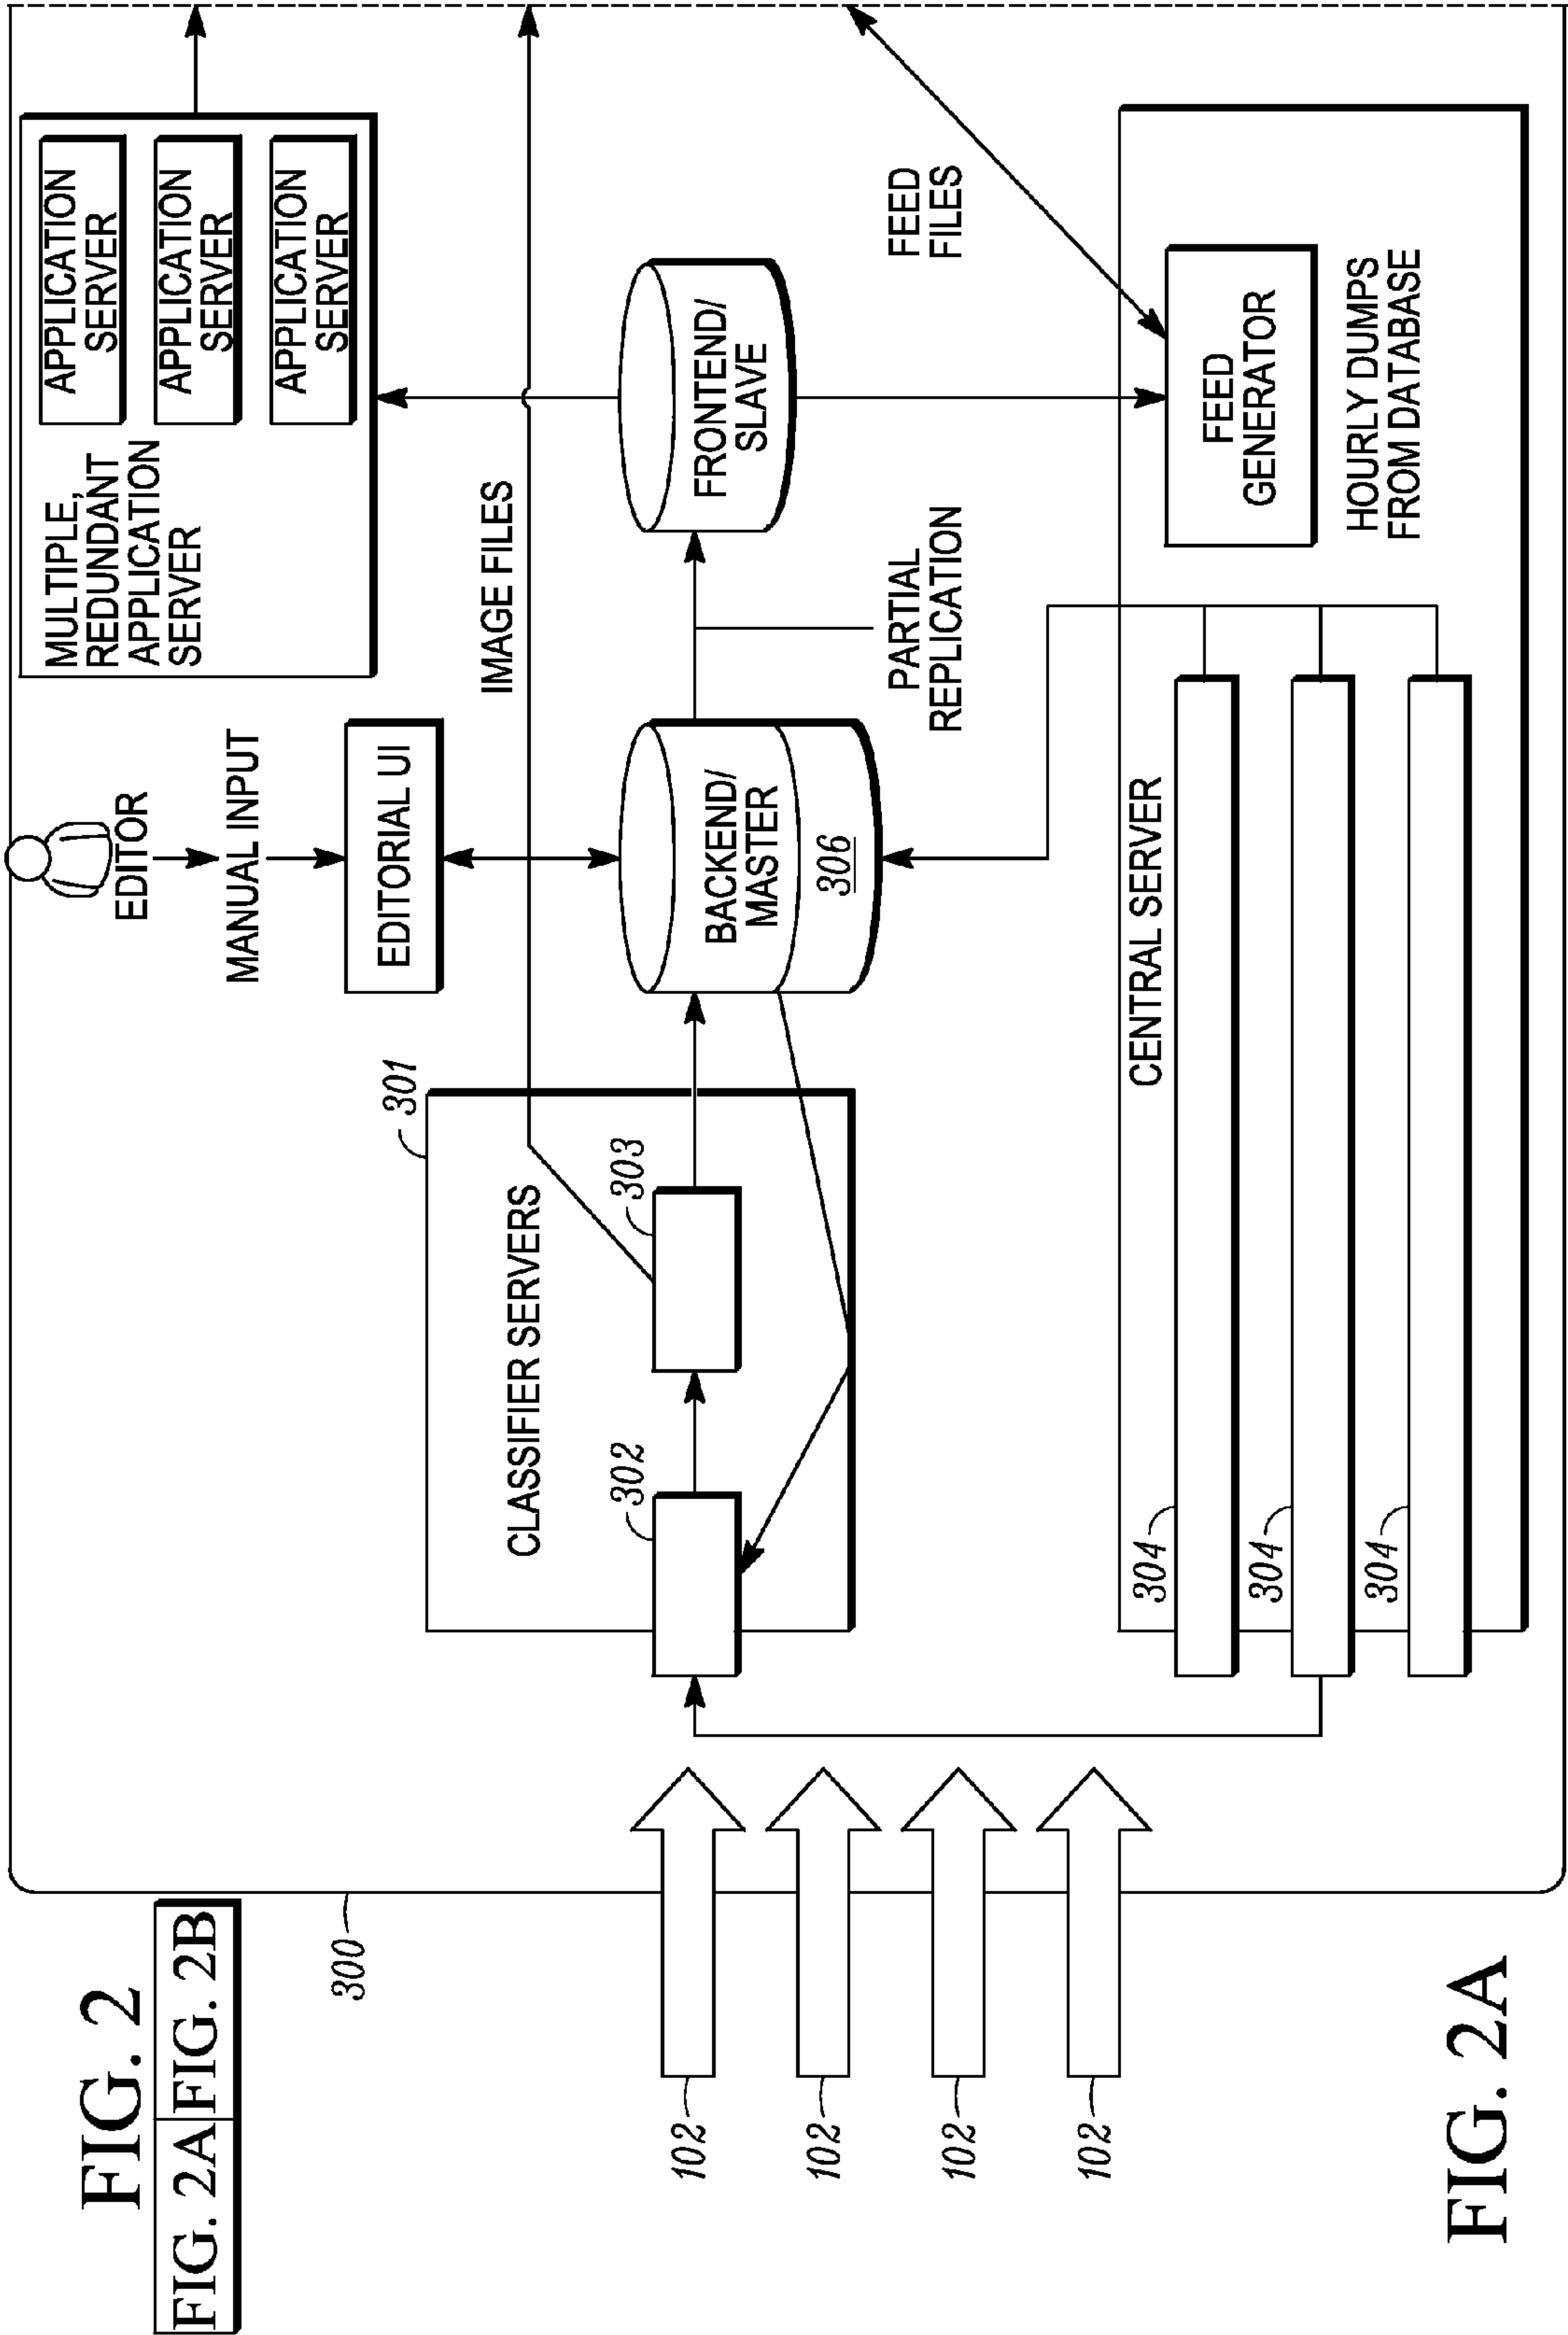 FIG. 2
FIG. 2A FIG. 2B
300
102
102
102
102
EDITOR
MANUAL INPUT
EDITORIAL UI
MULTIPLE,
REDUNDANT
APPLICATION
SERVER
APPLICATION
SERVER
APPLICATION
SERVER
APPLICATION
SERVER
IMAGE FILES
301
CLASSIFIER SERVERS
302
303
BACKEND/
MASTER
306
FRONTEND/
SLAVE
PARTIAL
REPLICATION
FEED
FILES
CENTRAL SERVER
304
304
304
FEED
GENERATOR
HOURLY DUMPS
FROM DATABASE
FIG. 2A